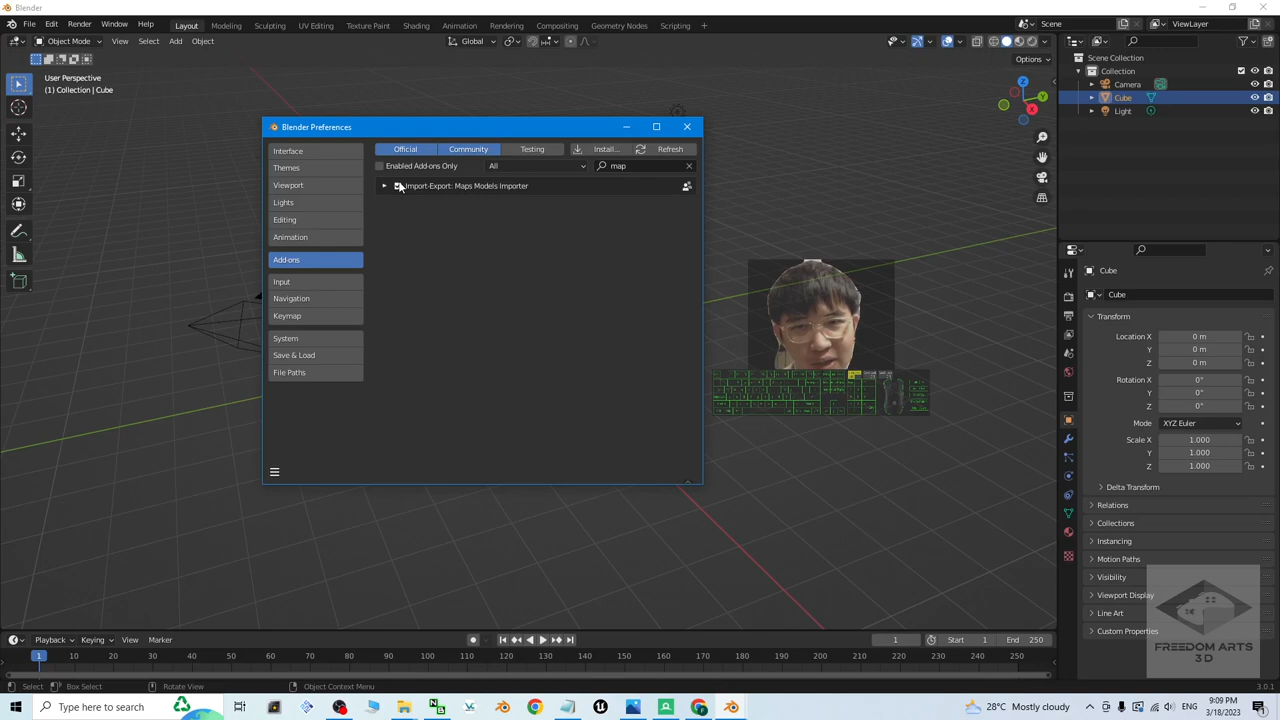 Blender
File Edit Render Window Help Layout Modeling Sculpting UV Editing Texture Paint Shading Animation Rendering Compositing Geometry Nodes Scripting + Scene ViewLayer
Object Mode View Select Add Object Global
Options
User Perspective
(1) Collection | Cube
Scene Collection
Collection
Camera
Cube
Light
X
Y
Z
Blender Preferences
Interface
Themes
Viewport
Lights
Editing
Animation
Add-ons
Input
Navigation
Keymap
System
Save & Load
File Paths
Official Community Testing Install... Refresh
Enabled Add-ons Only All map
Import-Export: Maps Models Importer
Cube
Cube
Transform
Location X 0 m
Y 0 m
Z 0 m
Rotation X 0°
Y 0°
Z 0°
Mode XYZ Euler
Scale X 1.000
Y 1.000
Z 1.000
Delta Transform
Relations
Collections
Instancing
Motion Paths
Visibility
Viewport Display
Line Art
Custom Properties
FREEDOM ARTS
3 D
Playback Keying View Marker 1 Start 1 End 250
1 10 20 30 40 50 60 70 80 90 100 110 120 130 140 150 160 170 180 190 200 210 220 230 240 250
Select Box Select Rotate View Object Context Menu 3.0.1
Type here to search
28°C Mostly cloudy
9:09 PM
3/18/2023